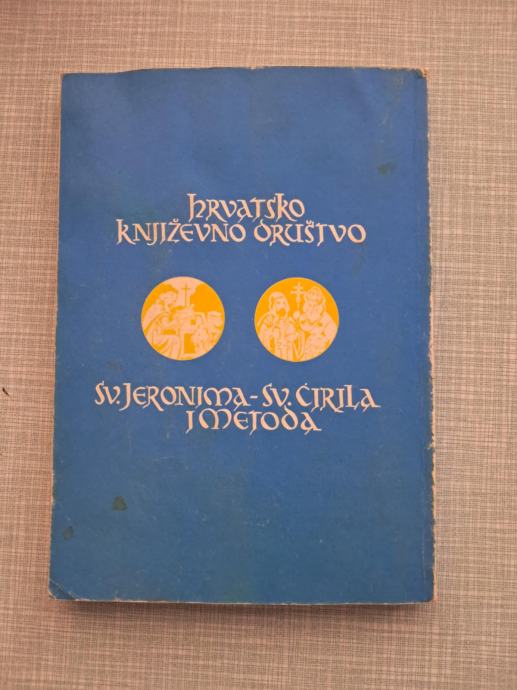 hrvatsko
književno društvo
sv. jeronima - sv. ćirila
i metoda